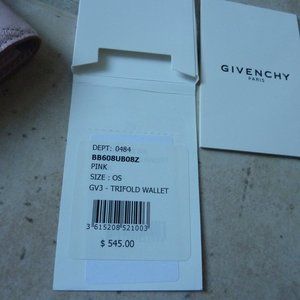 GIVENCHY
PARIS
DEPT: 0484
BB608UB08Z
PINK
SIZE : OS
GV3 - TRIFOLD WALLET
3 615208 521003
$ 545.00